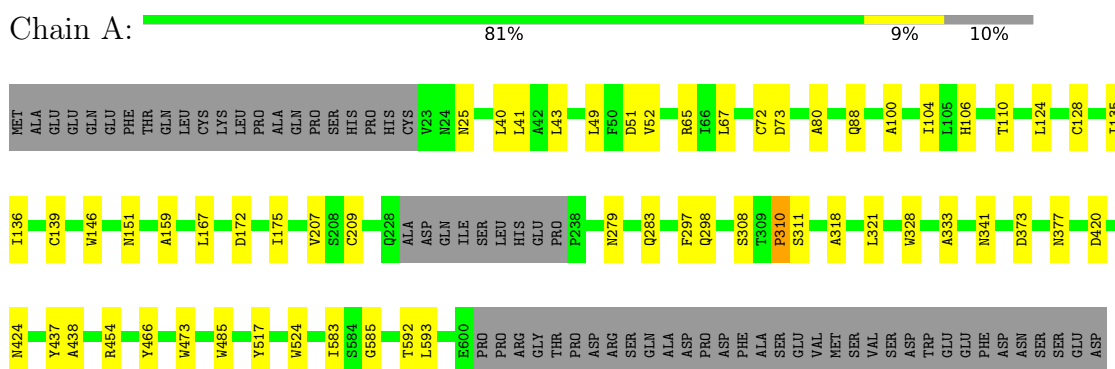 Chain A:
81% 9% 10%
MET ALA GLU GLU GLN GLU PHE THR GLN LEU CYS LYS LEU PRO ALA GLN PRO SER HIS PRO HIS CYS V23 N24 N25 L40 L41 A42 L43 L49 F50 D51 V52 R65 I66 L67 C72 D73 A80 Q88 A100 I104 L105 H106 T110 L124 C128 I135
I136 C139 W146 N151 A159 L167 D172 I175 V207 S208 C209 Q228 ALA ASP GLN ILE SER LEU HIS GLU PRO P238 N279 Q283 F297 Q298 S308 T309 P310 S311 A318 L321 W328 A333 N341 D373 N377 D420
N424 Y437 A438 R454 Y466 W473 W485 Y517 W524 I583 S584 G585 T592 L593 E600 PRO PRO ARG GLY THR PRO ASP ARG SER GLN ALA ASP PRO ASP PHE ALA SER GLU VAL MET SER VAL SER ASP TRP GLU GLU PHE ASP ASN SER SER GLU ASP